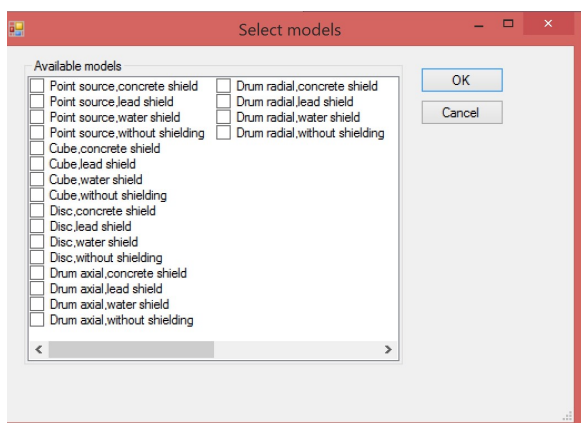 Select models
Available models
Point source,concrete shield
Point source,lead shield
Point source,water shield
Point source,without shielding
Cube,concrete shield
Cube,lead shield
Cube,water shield
Cube,without shielding
Disc,concrete shield
Disc,lead shield
Disc,water shield
Disc,without shielding
Drum axial,concrete shield
Drum axial,lead shield
Drum axial,water shield
Drum axial,without shielding
Drum radial,concrete shield
Drum radial,lead shield
Drum radial,water shield
Drum radial,without shielding
OK
Cancel